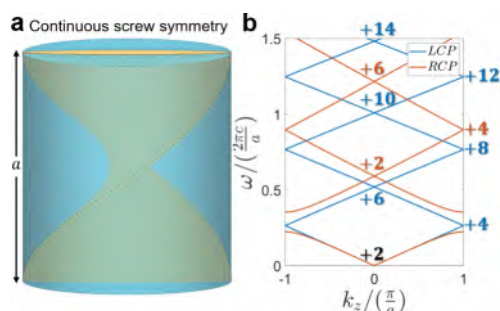 a Continuous screw symmetry
a
b
1.5
1
0.5
0
-1
0
1
ω/(2πc/a)
k_z/(π/a)
LCP
RCP
+14
+12
+6
+10
+4
+8
+2
+6
+4
+2